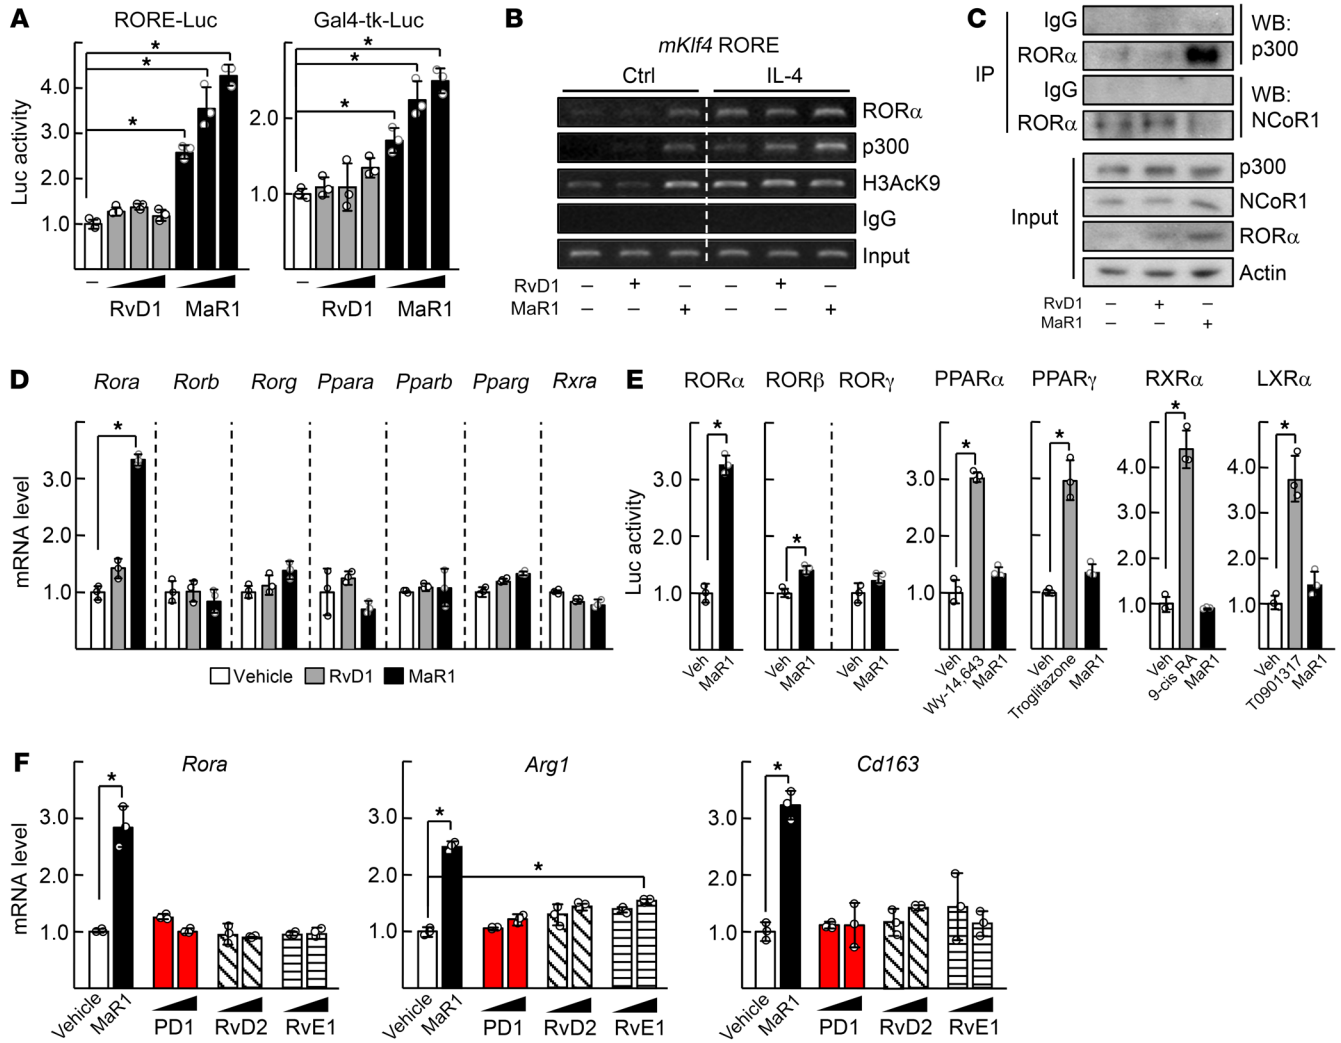 A
RORE-Luc
Gal4-tk-Luc
Luc activity
4.0
3.0
2.0
1.0
* * *
2.0
1.0
* * *
– RvD1 MaR1
– RvD1 MaR1
B
mKlf4 RORE
Ctrl IL-4
RORα
p300
H3AcK9
IgG
Input
RvD1 – + – – + –
MaR1 – – + – – +
C
IP
IgG
RORα
WB:
p300
IgG
RORα
WB:
NCoR1
Input
p300
NCoR1
RORα
Actin
RvD1 – + –
MaR1 – – +
D
Rora Rorb Rorg Ppara Pparb Pparg Rxra
mRNA level
3.0
2.0
1.0
*
Vehicle RvD1 MaR1
E
RORα RORβ RORγ PPARα PPARγ RXRα LXRα
Luc activity
3.0
2.0
1.0
* *
3.0
2.0
1.0
*
*
4.0
3.0
2.0
1.0
*
4.0
3.0
2.0
1.0
*
Veh MaR1
Veh MaR1
Veh MaR1
Veh Wy-14,643 MaR1
Veh Troglitazone MaR1
Veh 9-cis RA MaR1
Veh T0901317 MaR1
F
Rora
mRNA level
3.0
2.0
1.0
*
Vehicle MaR1 PD1 RvD2 RvE1
Arg1
3.0
2.0
1.0
* *
Vehicle MaR1 PD1 RvD2 RvE1
Cd163
3.0
2.0
1.0
*
Vehicle MaR1 PD1 RvD2 RvE1